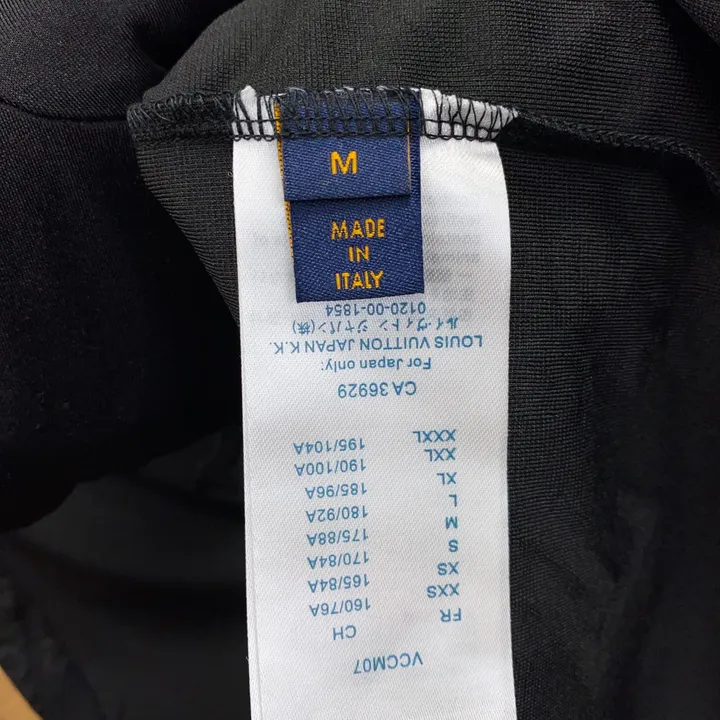 M
MADE
IN
ITALY
VCCM07
FR CH
XXS 160/76A
XS 165/84A
S 170/84A
M 175/88A
L 180/92A
XL 185/96A
XXL 190/100A
XXXL 195/104A
CA 36929
For Japan only:
LOUIS VUITTON JAPAN K.K.
ルイ・ヴィトン ジャパン(株)
0120-00-1854